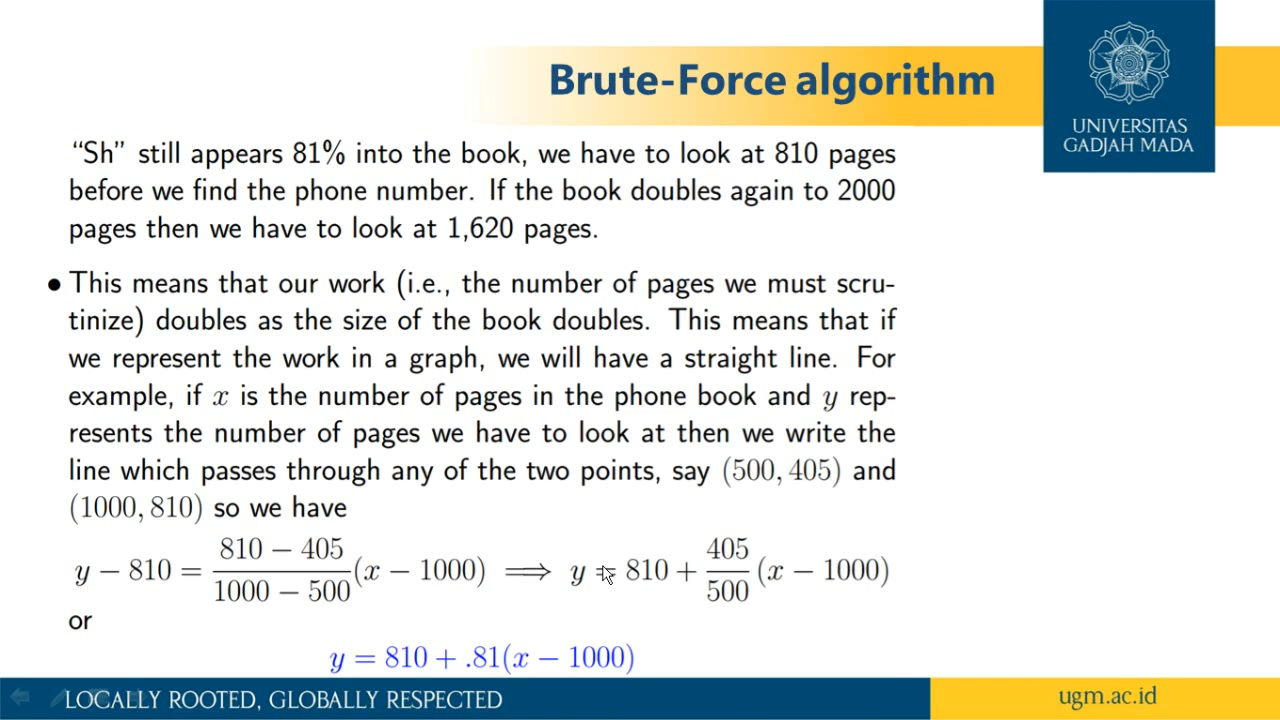 Brute-Force algorithm
UNIVERSITAS
GADJAH MADA
“Sh” still appears 81% into the book, we have to look at 810 pages
before we find the phone number. If the book doubles again to 2000
pages then we have to look at 1,620 pages.
• This means that our work (i.e., the number of pages we must scru-
tinize) doubles as the size of the book doubles. This means that if
we represent the work in a graph, we will have a straight line. For
example, if x is the number of pages in the phone book and y rep-
resents the number of pages we have to look at then we write the
line which passes through any of the two points, say (500, 405) and
(1000, 810) so we have
y − 810 = \frac{810 − 405}{1000 − 500}(x − 1000) ⟹ y = 810 + \frac{405}{500}(x − 1000)
or
y = 810 + .81(x − 1000)
LOCALLY ROOTED, GLOBALLY RESPECTED
ugm.ac.id